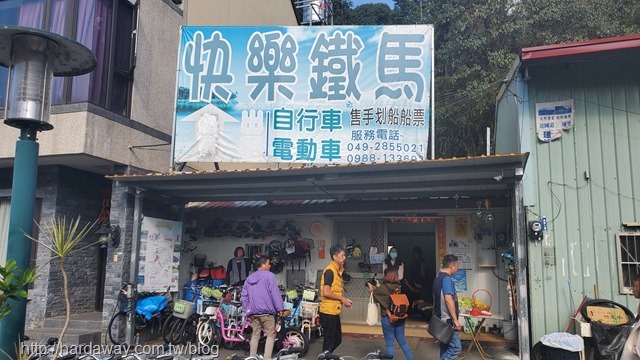 快樂鐵馬
自行車
電動車
售手划船船票
服務電話
049-2855021
0988-13369
http://hardaway.com.tw/blog